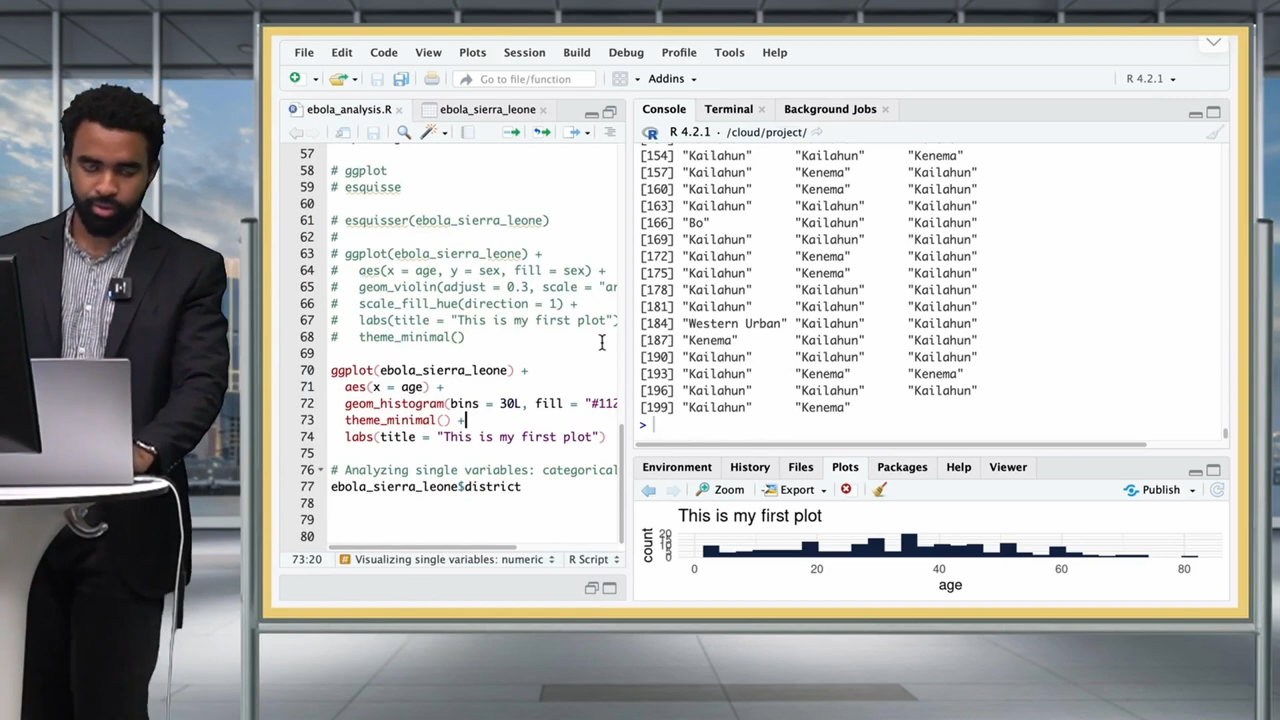 File Edit Code View Plots Session Build Debug Profile Tools Help
Go to file/function Addins R 4.2.1
ebola_analysis.R ebola_sierra_leone
57
58 # ggplot
59 # esquisse
60
61 # esquisser(ebola_sierra_leone)
62 #
63 # ggplot(ebola_sierra_leone) +
64 # aes(x = age, y = sex, fill = sex) +
65 # geom_violin(adjust = 0.3, scale = "ar
66 # scale_fill_hue(direction = 1) +
67 # labs(title = "This is my first plot")
68 # theme_minimal()
69
70 ggplot(ebola_sierra_leone) +
71 aes(x = age) +
72 geom_histogram(bins = 30L, fill = "#112
73 theme_minimal() +
74 labs(title = "This is my first plot")
75
76 # Analyzing single variables: categorical
77 ebola_sierra_leone$district
78
79
80
73:20 # Visualizing single variables: numeric R Script
Console Terminal Background Jobs
R 4.2.1 · /cloud/project/
[154] "Kailahun" "Kailahun" "Kenema"
[157] "Kailahun" "Kenema" "Kailahun"
[160] "Kailahun" "Kenema" "Kailahun"
[163] "Kailahun" "Kailahun" "Kailahun"
[166] "Bo" "Kailahun" "Kailahun"
[169] "Kailahun" "Kailahun" "Kailahun"
[172] "Kailahun" "Kenema" "Kailahun"
[175] "Kailahun" "Kenema" "Kailahun"
[178] "Kailahun" "Kailahun" "Kailahun"
[181] "Kailahun" "Kailahun" "Kailahun"
[184] "Western Urban" "Kailahun" "Kailahun"
[187] "Kenema" "Kailahun" "Kailahun"
[190] "Kailahun" "Kailahun" "Kailahun"
[193] "Kailahun" "Kenema" "Kenema"
[196] "Kailahun" "Kailahun" "Kailahun"
[199] "Kailahun" "Kenema"
>
Environment History Files Plots Packages Help Viewer
Zoom Export Publish
This is my first plot
count
20
0
0 20 40 60 80
age